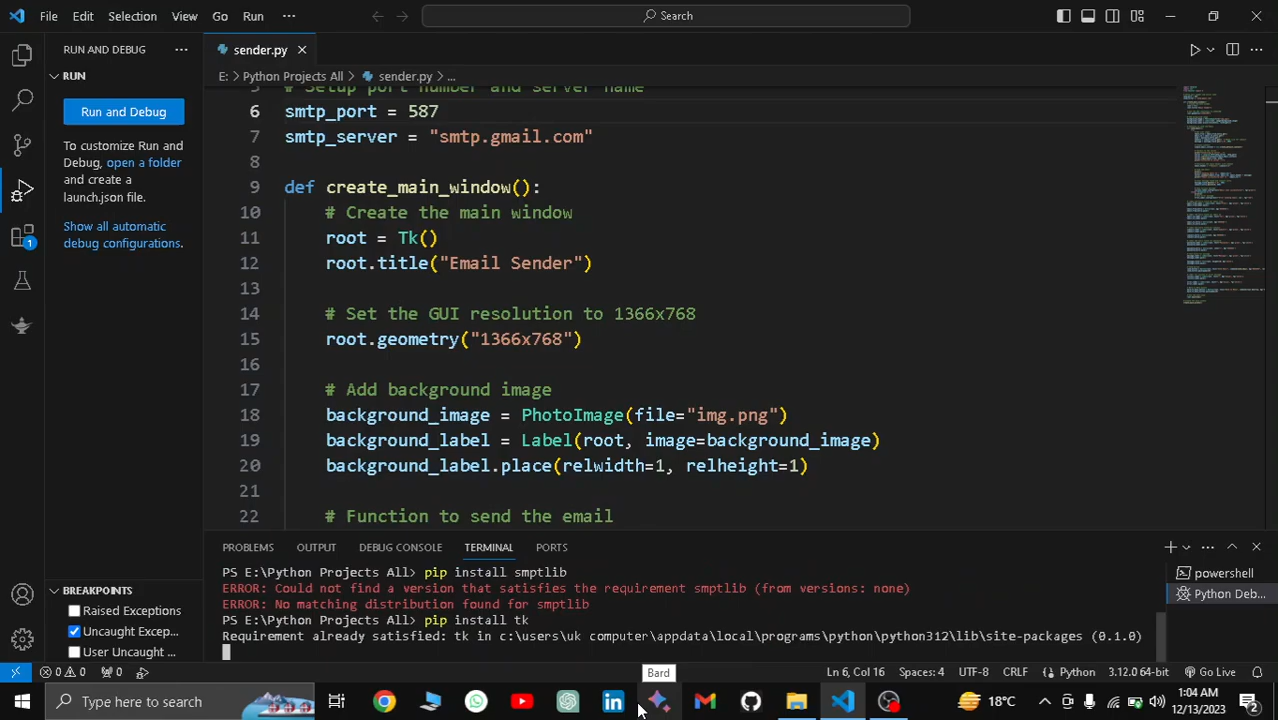 File Edit Selection View Go Run ··· Search
RUN AND DEBUG ···
RUN
Run and Debug
To customize Run and
Debug, open a folder
and create a
launch.json file.
Show all automatic
debug configurations.
1
BREAKPOINTS
Raised Exceptions
Uncaught Excep...
User Uncaught ...
sender.py
E: > Python Projects All > sender.py > ...
5 # Setup port number and server name
6 smtp_port = 587
7 smtp_server = "smtp.gmail.com"
8
9 def create_main_window():
10 # Create the main window
11 root = Tk()
12 root.title("Email Sender")
13
14 # Set the GUI resolution to 1366x768
15 root.geometry("1366x768")
16
17 # Add background image
18 background_image = PhotoImage(file="img.png")
19 background_label = Label(root, image=background_image)
20 background_label.place(relwidth=1, relheight=1)
21
22 # Function to send the email
PROBLEMS OUTPUT DEBUG CONSOLE TERMINAL PORTS
PS E:\Python Projects All> pip install smptlib
ERROR: Could not find a version that satisfies the requirement smptlib (from versions: none)
ERROR: No matching distribution found for smptlib
PS E:\Python Projects All> pip install tk
Requirement already satisfied: tk in c:\users\uk computer\appdata\local\programs\python\python312\lib\site-packages (0.1.0)
powershell
Python Deb...
Bard
0 0 0 Ln 6, Col 16 Spaces: 4 UTF-8 CRLF Python 3.12.0 64-bit Go Live
Type here to search
18°C
1:04 AM
12/13/2023
2